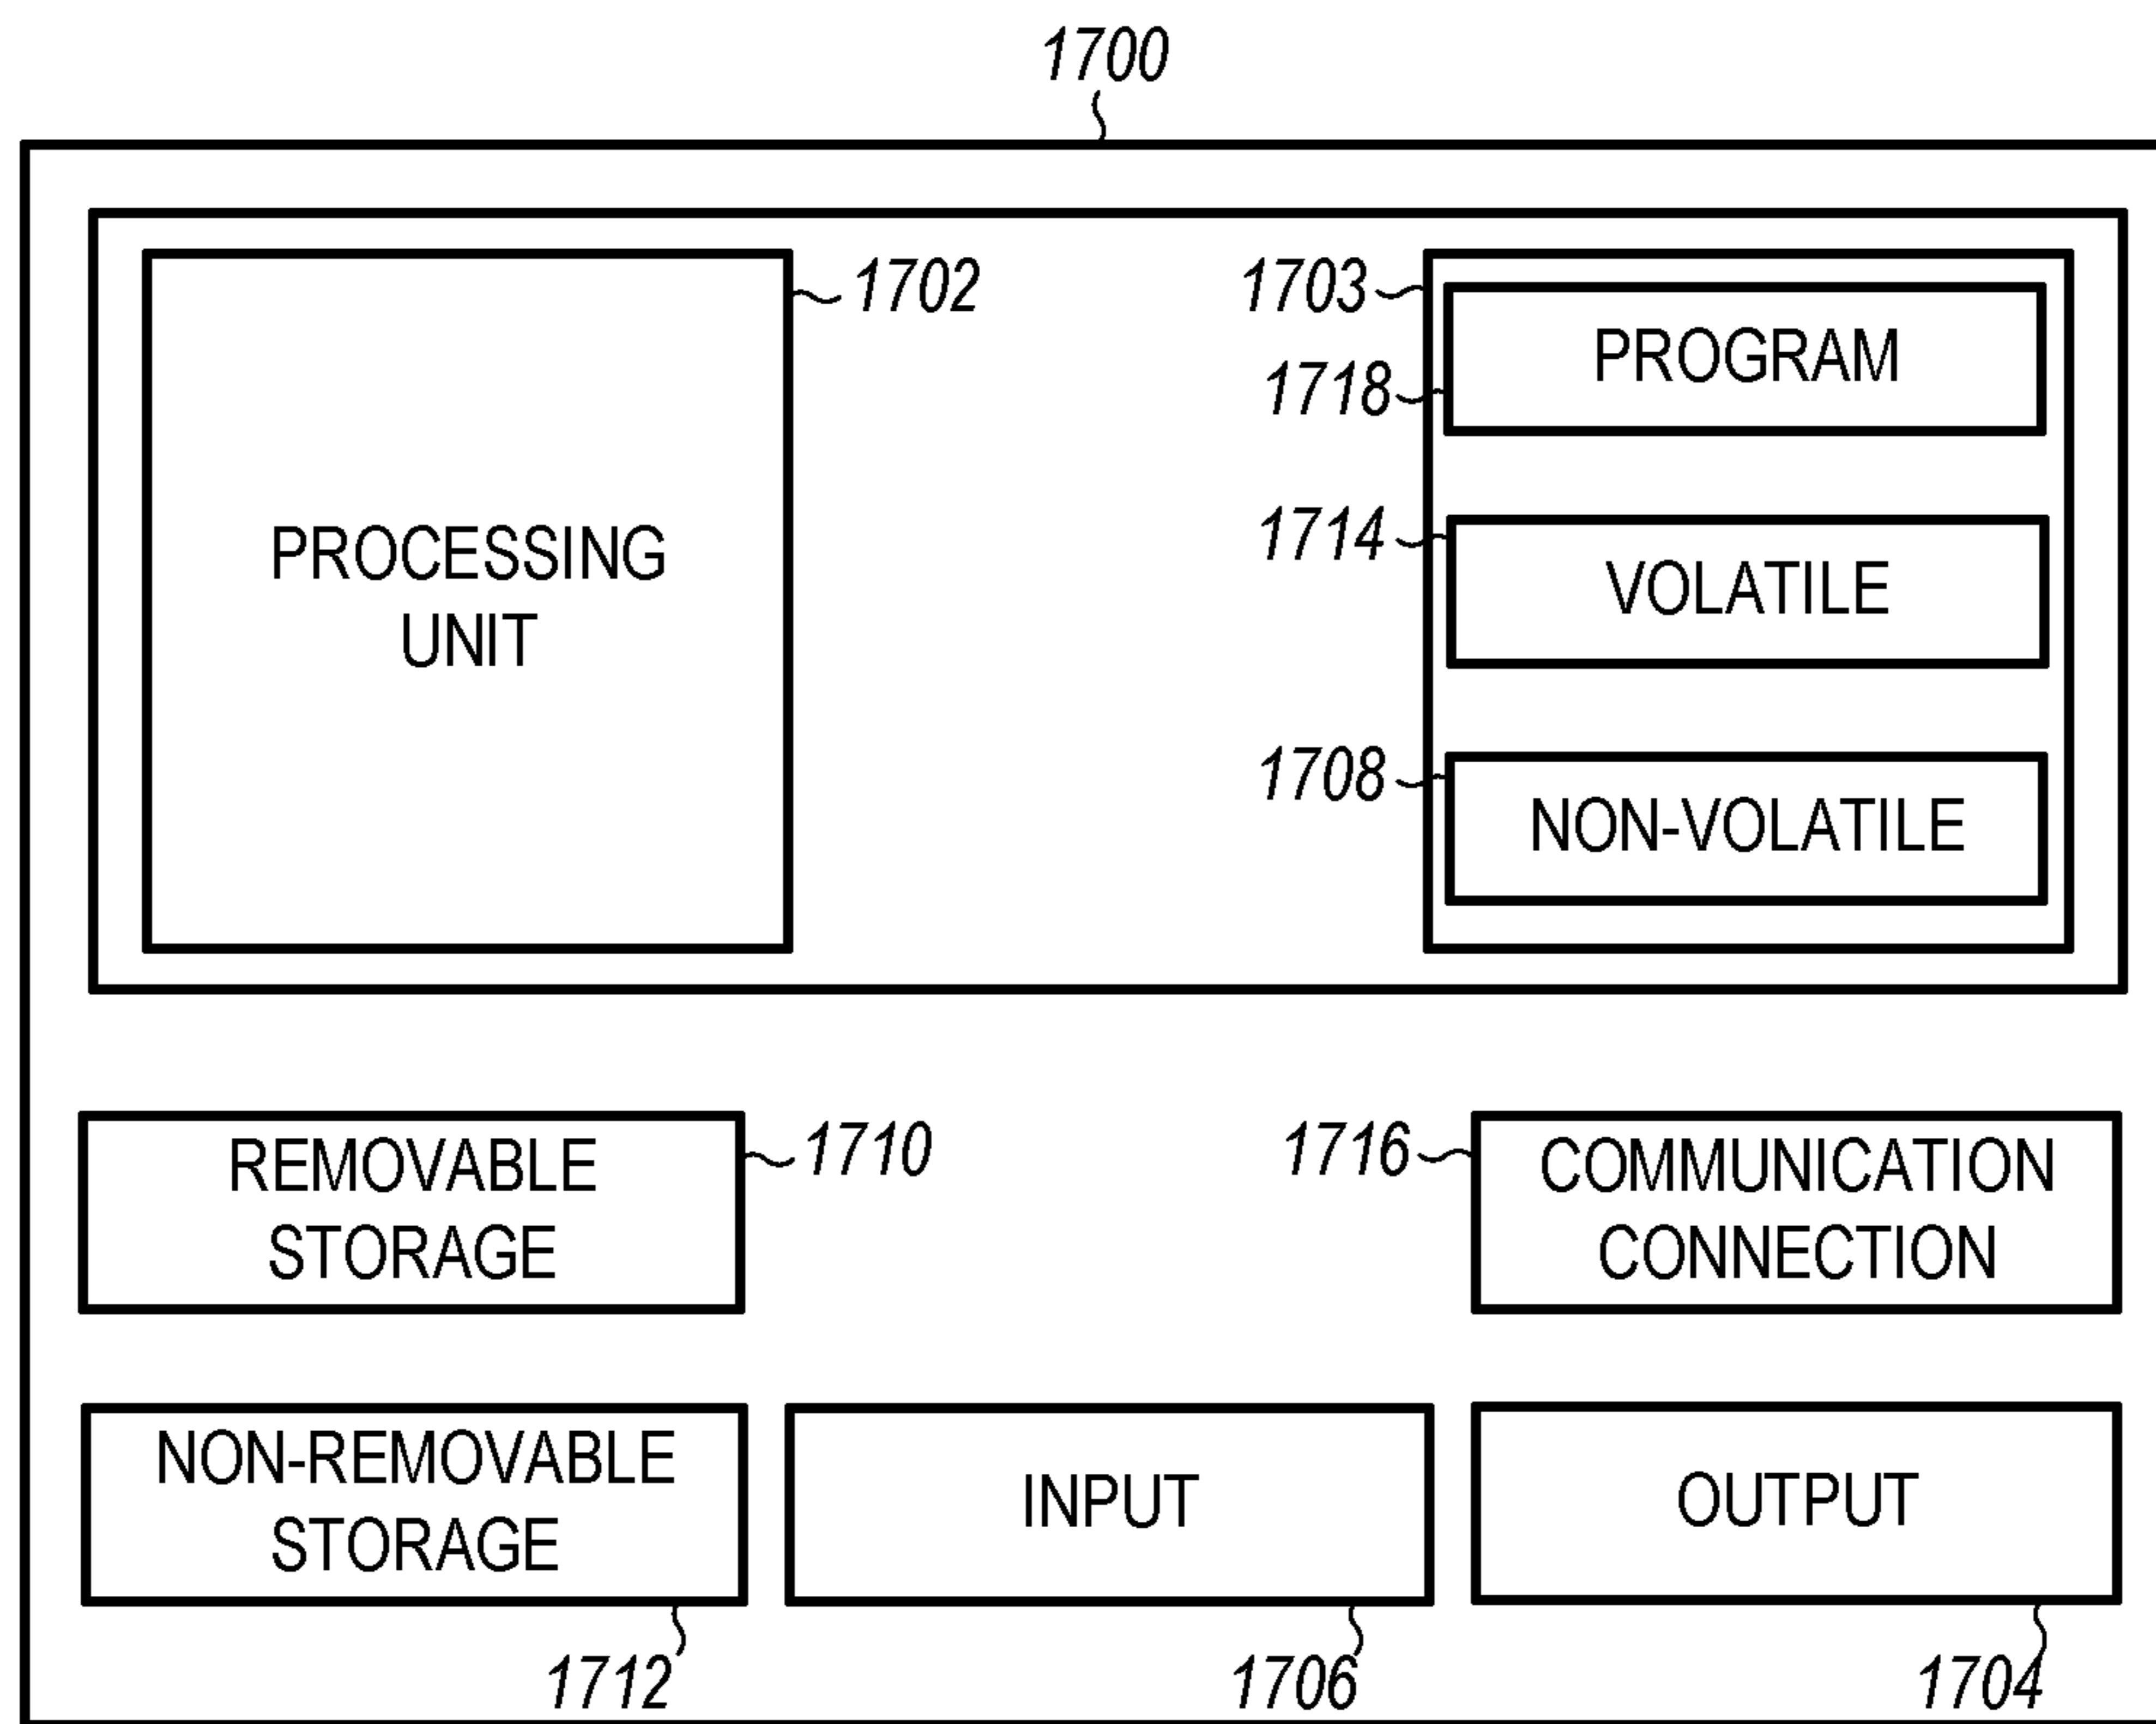 1700
1702
1703
PROGRAM
1718
1714
VOLATILE
PROCESSING
UNIT
1708
NON-VOLATILE
REMOVABLE
STORAGE
1710
1716
COMMUNICATION
CONNECTION
NON-REMOVABLE
STORAGE
INPUT
OUTPUT
1712
1706
1704